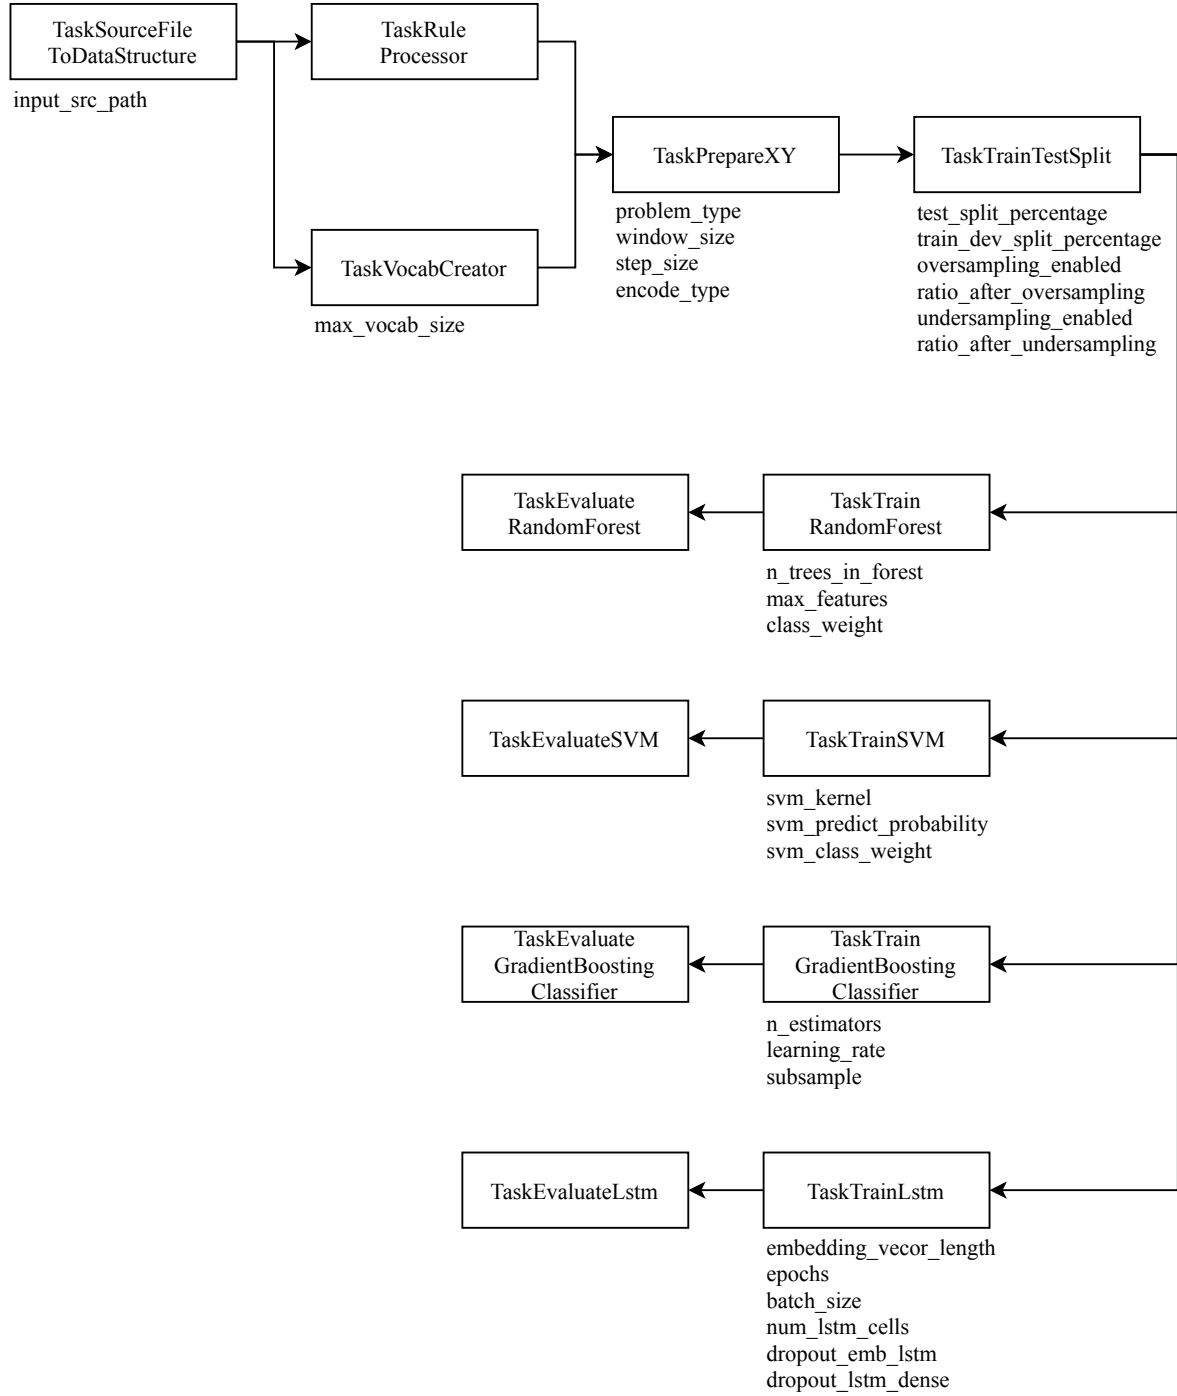 TaskSourceFile
ToDataStructure
input_src_path
TaskRule
Processor
TaskVocabCreator
max_vocab_size
TaskPrepareXY
problem_type
window_size
step_size
encode_type
TaskTrainTestSplit
test_split_percentage
train_dev_split_percentage
oversampling_enabled
ratio_after_oversampling
undersampling_enabled
ratio_after_undersampling
TaskEvaluate
RandomForest
TaskTrain
RandomForest
n_trees_in_forest
max_features
class_weight
TaskEvaluateSVM
TaskTrainSVM
svm_kernel
svm_predict_probability
svm_class_weight
TaskEvaluate
GradientBoosting
Classifier
TaskTrain
GradientBoosting
Classifier
n_estimators
learning_rate
subsample
TaskEvaluateLstm
TaskTrainLstm
embedding_vecor_length
epochs
batch_size
num_lstm_cells
dropout_emb_lstm
dropout_lstm_dense